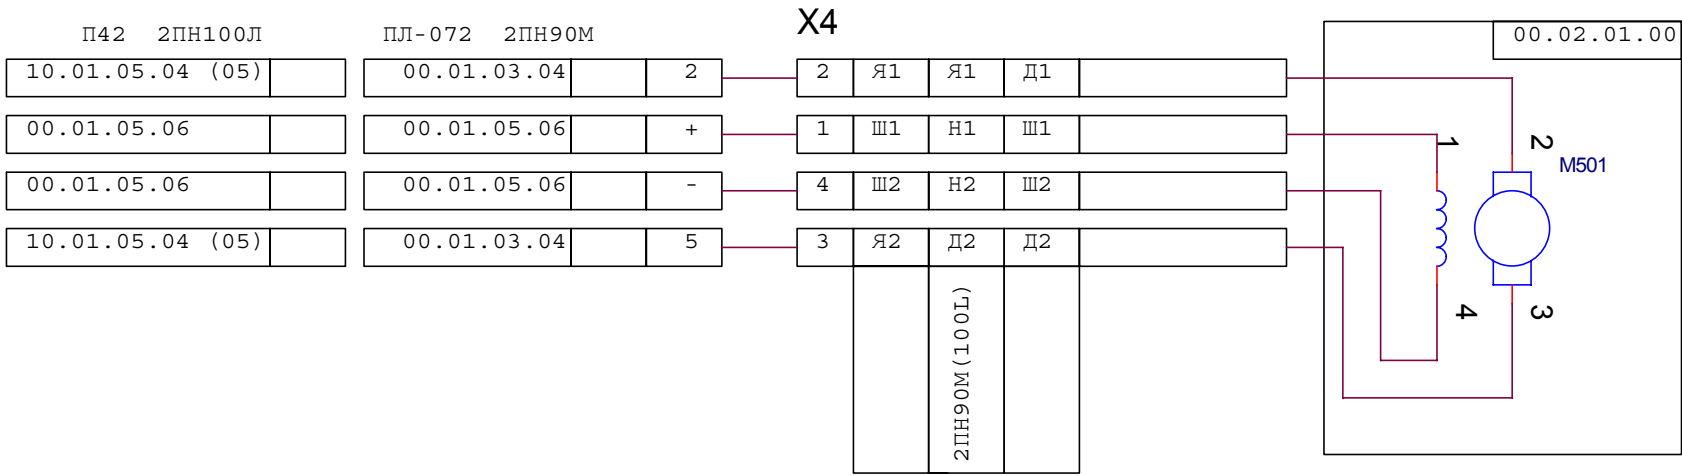 П42 2ПН100Л ПЛ-072 2ПН90М X4
00.02.01.00
10.01.05.04 (05) 00.01.03.04 2 2 Я1 Я1 Д1
00.01.05.06 00.01.05.06 + 1 Ш1 Н1 Ш1
1 2
M501
00.01.05.06 00.01.05.06 - 4 Ш2 Н2 Ш2
10.01.05.04 (05) 00.01.03.04 5 3 Я2 Д2 Д2
4 3
2ПН90М(100L)